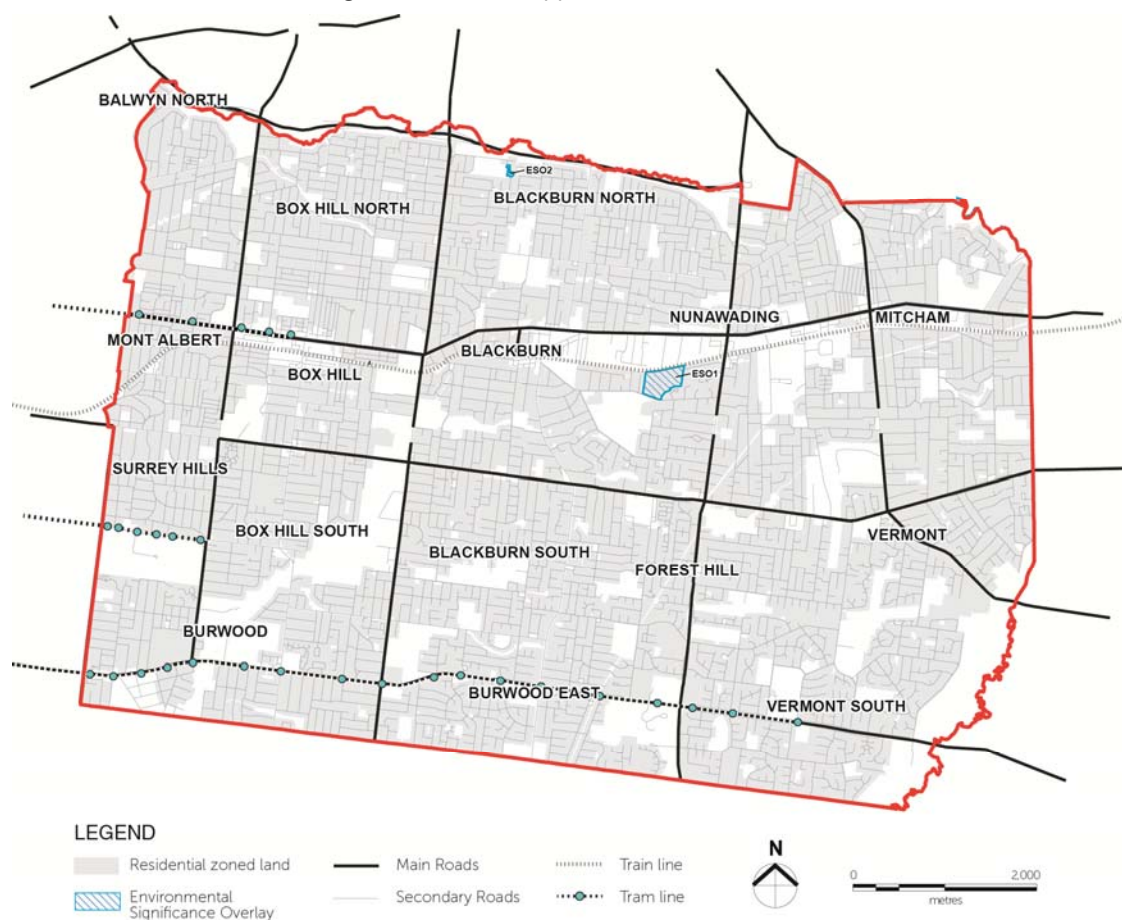 BALWYN NORTH
ESO2
BLACKBURN NORTH
BOX HILL NORTH
NUNAWADING
MITCHAM
MONT ALBERT
BLACKBURN
BOX HILL
ESO1
SURREY HILLS
BOX HILL SOUTH
VERMONT
BLACKBURN SOUTH
FOREST HILL
BURWOOD
BURWOOD EAST
VERMONT SOUTH
LEGEND
Residential zoned land
Main Roads
Train line
Environmental
Significance Overlay
Secondary Roads
Tram line
N
0
2,000
metres